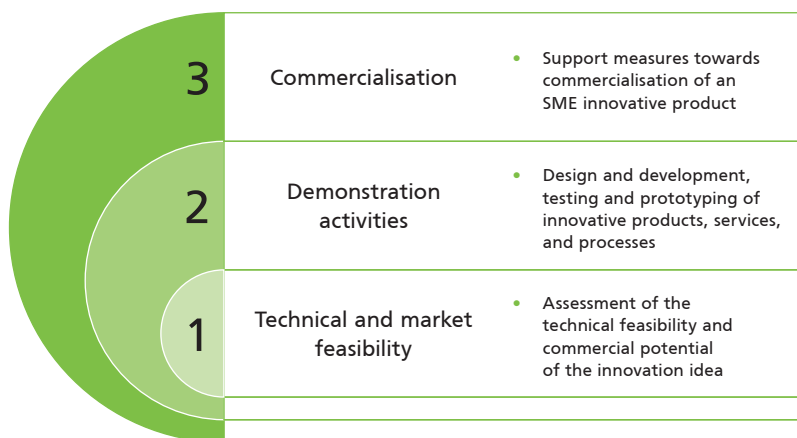 3
Commercialisation
• Support measures towards
commercialisation of an
SME innovative product
2
Demonstration
activities
• Design and development,
testing and prototyping of
innovative products, services,
and processes
1
Technical and market
feasibility
• Assessment of the
technical feasibility and
commercial potential
of the innovation idea